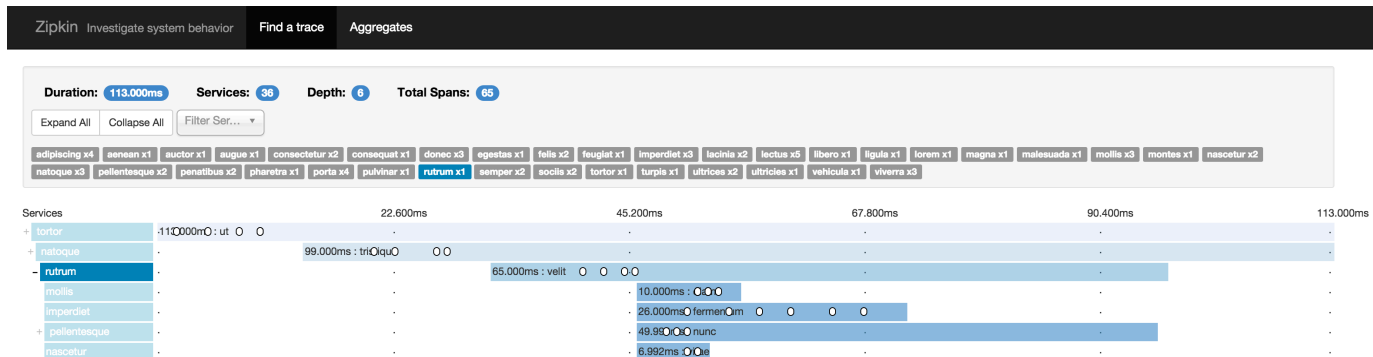 Zipkin Investigate system behavior Find a trace Aggregates
Duration: 113.000ms Services: 36 Depth: 6 Total Spans: 65
Expand All Collapse All Filter Ser... ▼
adipiscing x4 aenean x1 auctor x1 augue x1 consectetur x2 consequat x1 donec x3 egestas x1 felis x2 feugiat x1 imperdiet x3 lacinia x2 lectus x5 libero x1 ligula x1 lorem x1 magna x1 malesuada x1 mollis x3 montes x1 nascetur x2
natoque x3 pellentesque x2 penatibus x2 pharetra x1 porta x4 pulvinar x1 rutrum x1 semper x2 sociis x2 tortor x1 turpis x1 ultrices x2 ultricies x1 vehicula x1 viverra x3
Services 22.600ms 45.200ms 67.800ms 90.400ms 113.000ms
+ tortor 113.000ms : ut
+ natoque 99.000ms :
- rutrum 65.000ms : velit
mollis 10.000ms :
imperdiet 26.000ms fermentum
+ pellentesque nunc
nascetur 6.992ms :